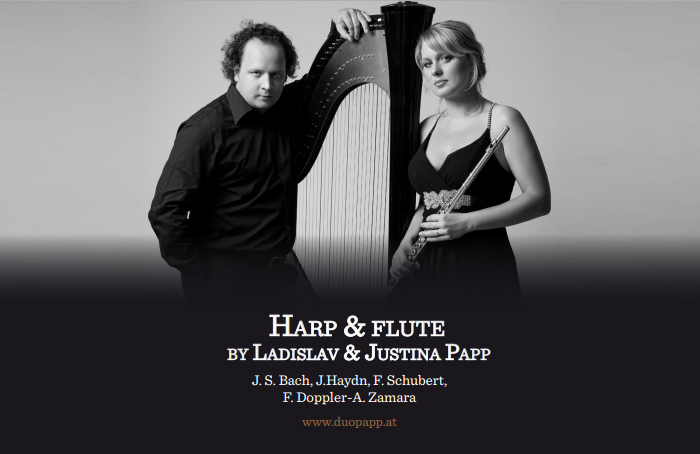 Harp & flute
by Ladislav & Justina Papp
J. S. Bach, J.Haydn, F. Schubert,
F. Doppler-A. Zamara
www.duopapp.at